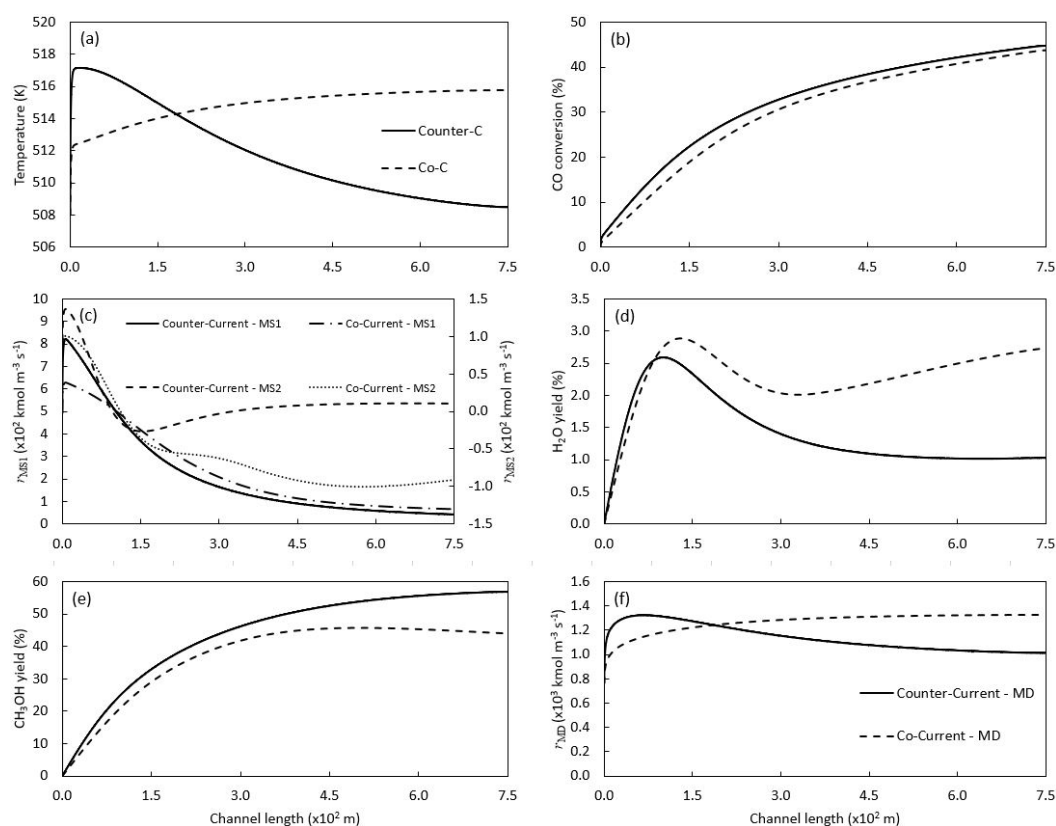 (a)
Temperature (K)
520
518
516
514
512
510
508
506
0.0 1.5 3.0 4.5 6.0 7.5
Counter-C
Co-C
(b)
CO conversion (%)
50
40
30
20
10
0
0.0 1.5 3.0 4.5 6.0 7.5
(c)
r_MS1 (x10² kmol m⁻³ s⁻¹)
10
9
8
7
6
5
4
3
2
1
0
Counter-Current - MS1 Co-Current - MS1
Counter-Current - MS2 Co-Current - MS2
1.5
1.0
0.5
0.0
-0.5
-1.0
-1.5
r_MS2 (x10² kmol m⁻³ s⁻¹)
0.0 1.5 3.0 4.5 6.0 7.5
(d)
H₂O yield (%)
3.5
3.0
2.5
2.0
1.5
1.0
0.5
0.0
0.0 1.5 3.0 4.5 6.0 7.5
(e)
CH₃OH yield (%)
60
50
40
30
20
10
0
0.0 1.5 3.0 4.5 6.0 7.5
Channel length (x10² m)
(f)
r_MD (x10³ kmol m⁻³ s⁻¹)
1.6
1.4
1.2
1.0
0.8
0.6
0.4
0.2
0.0
Counter-Current - MD
Co-Current - MD
0.0 1.5 3.0 4.5 6.0 7.5
Channel length (x10² m)